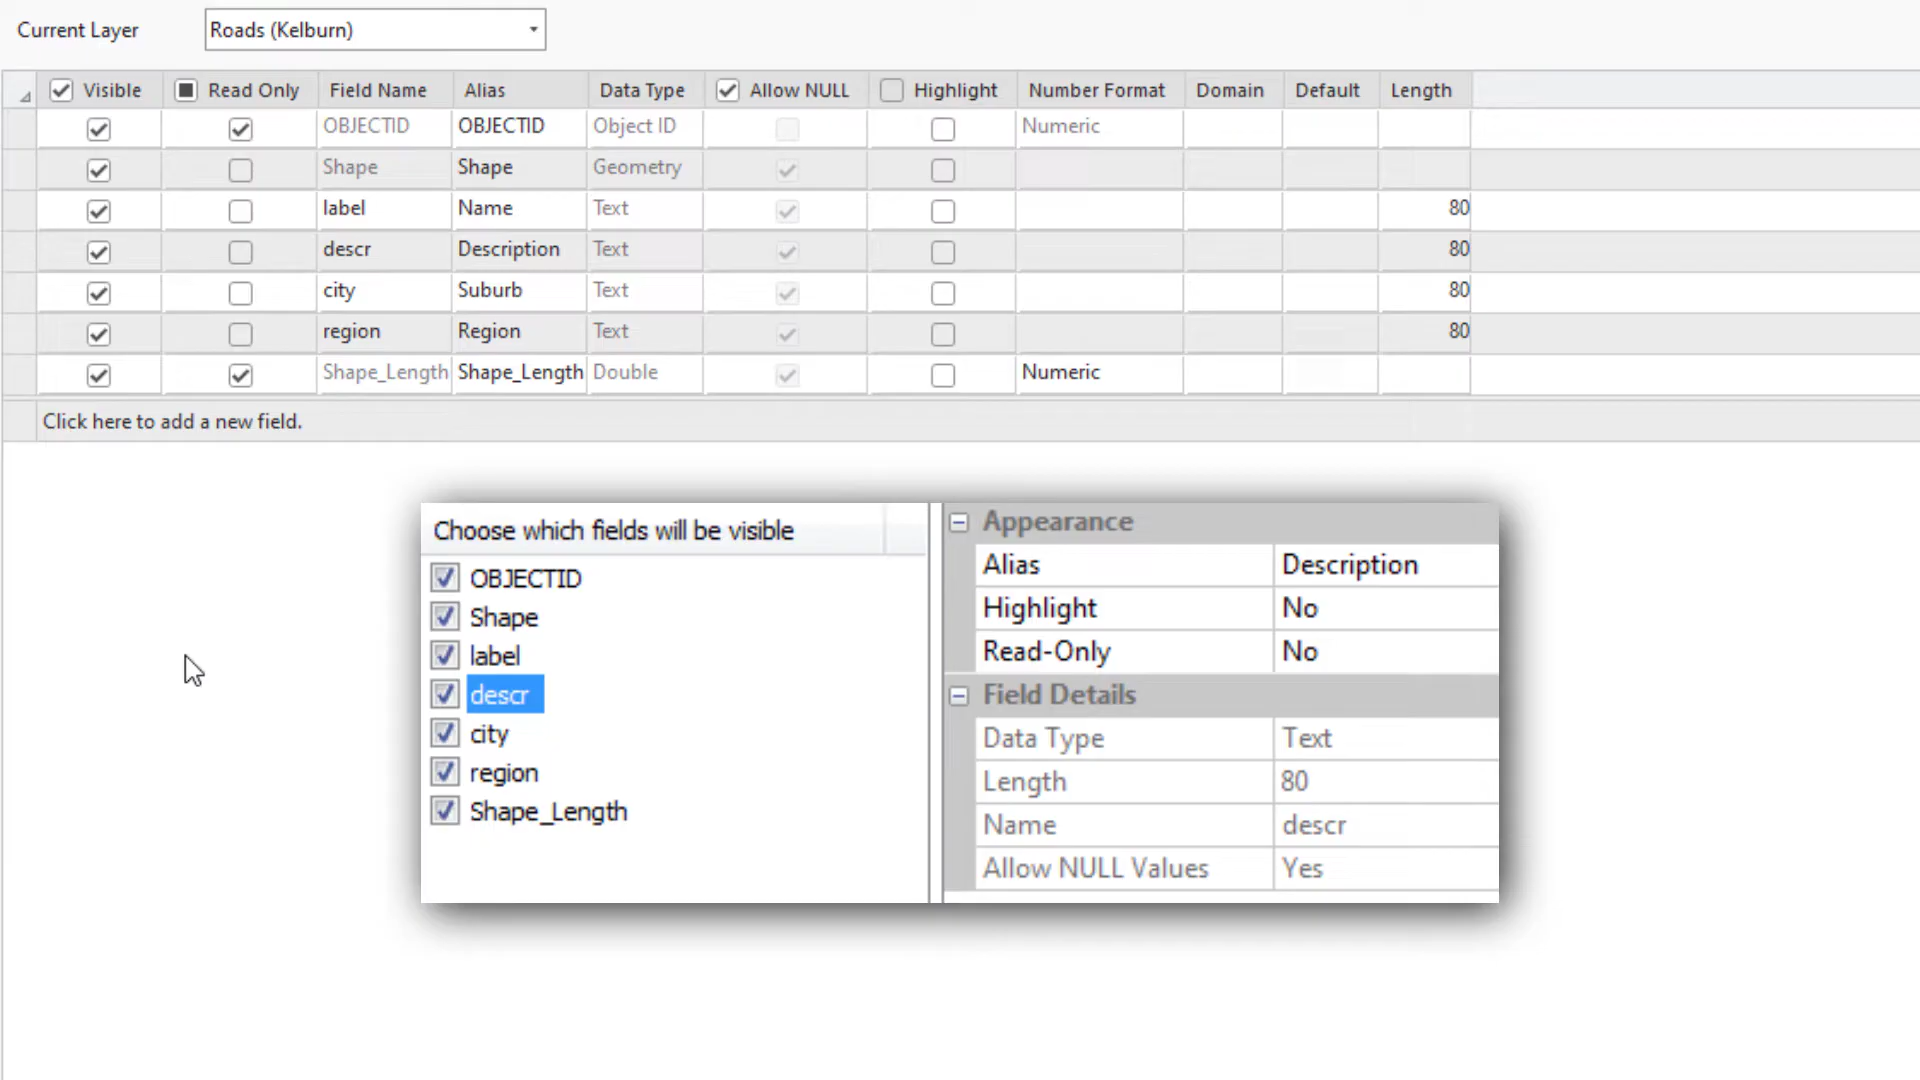 Current Layer Roads (Kelburn)
Visible Read Only Field Name Alias Data Type Allow NULL Highlight Number Format Domain Default Length
OBJECTID OBJECTID Object ID Numeric
Shape Shape Geometry
label Name Text 80
descr Description Text 80
city Suburb Text 80
region Region Text 80
Shape_Length Shape_Length Double Numeric
Click here to add a new field.
Choose which fields will be visible
OBJECTID
Shape
label
descr
city
region
Shape_Length
Appearance
Alias Description
Highlight No
Read-Only No
Field Details
Data Type Text
Length 80
Name descr
Allow NULL Values Yes